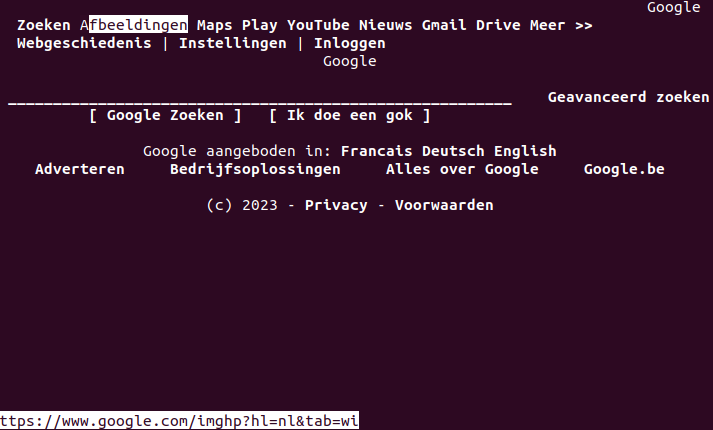 Google
Zoeken Afbeeldingen Maps Play YouTube Nieuws Gmail Drive Meer >>
Webgeschiedenis | Instellingen | Inloggen
Google
________________________________________________________ Geavanceerd zoeken
[ Google Zoeken ] [ Ik doe een gok ]
Google aangeboden in: Francais Deutsch English
Adverteren Bedrijfsoplossingen Alles over Google Google.be
(c) 2023 - Privacy - Voorwaarden
ttps://www.google.com/imghp?hl=nl&tab=wi